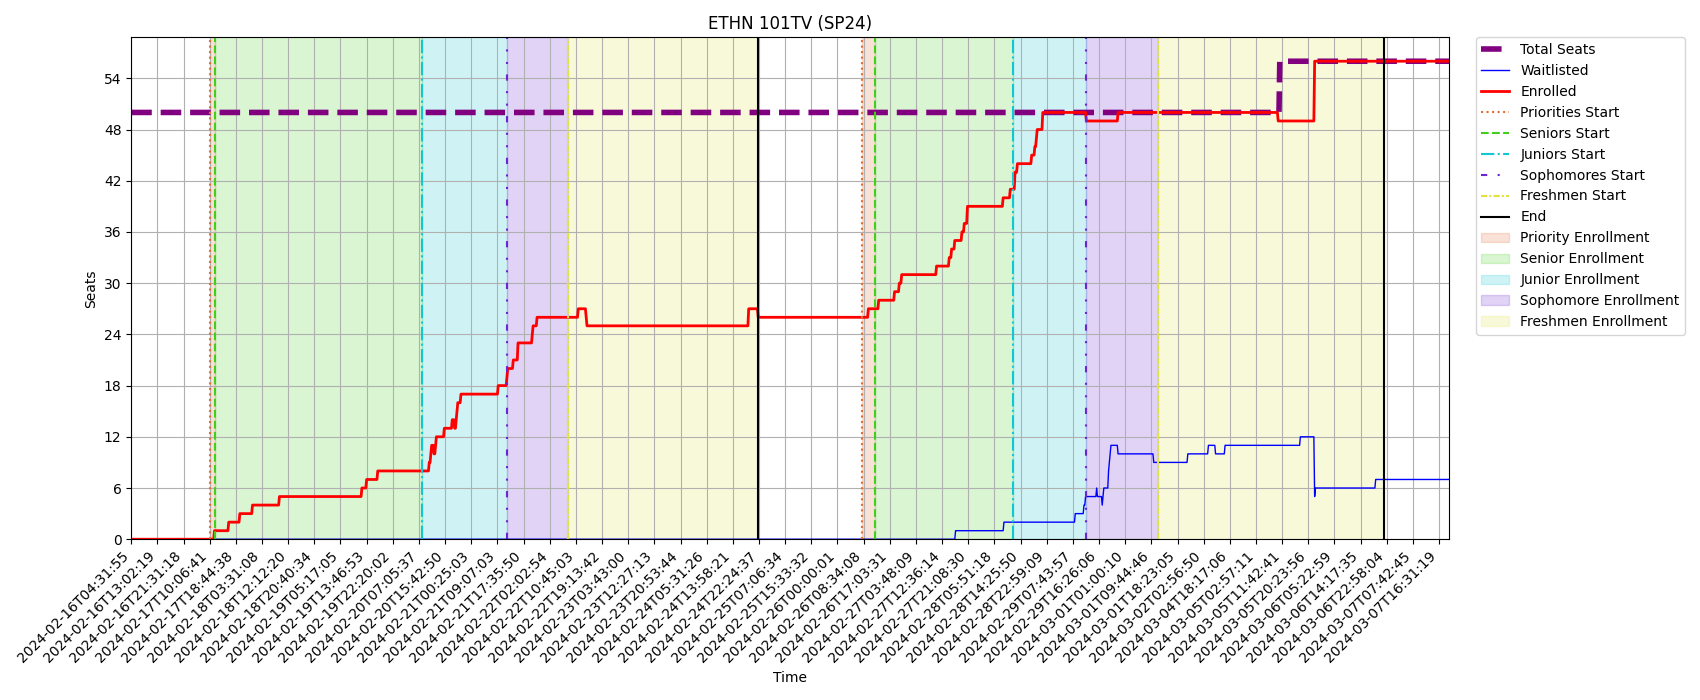 ETHN 101TV (SP24)
Total Seats
Waitlisted
Enrolled
Priorities Start
Seniors Start
Juniors Start
Sophomores Start
Freshmen Start
End
Priority Enrollment
Senior Enrollment
Junior Enrollment
Sophomore Enrollment
Freshmen Enrollment
Seats
54
48
42
36
30
24
18
12
6
0
2024-02-16T04:31:55
2024-02-16T13:02:19
2024-02-16T21:31:18
2024-02-17T10:06:41
2024-02-17T18:44:38
2024-02-18T03:31:08
2024-02-18T12:12:20
2024-02-18T20:40:34
2024-02-19T05:17:05
2024-02-19T13:46:53
2024-02-19T22:20:02
2024-02-20T07:05:37
2024-02-20T15:42:50
2024-02-21T00:25:03
2024-02-21T09:07:03
2024-02-21T17:35:50
2024-02-22T02:02:54
2024-02-22T10:45:03
2024-02-22T19:13:42
2024-02-23T03:43:00
2024-02-23T12:27:13
2024-02-23T20:53:44
2024-02-24T05:31:26
2024-02-24T13:58:21
2024-02-24T22:24:37
2024-02-25T07:06:34
2024-02-25T15:33:32
2024-02-26T00:00:01
2024-02-26T08:34:08
2024-02-26T17:03:31
2024-02-27T03:48:09
2024-02-27T12:36:14
2024-02-27T21:08:30
2024-02-28T05:51:18
2024-02-28T14:25:50
2024-02-28T22:59:09
2024-02-29T07:43:57
2024-02-29T16:26:06
2024-03-01T01:00:10
2024-03-01T09:44:46
2024-03-01T18:23:05
2024-03-02T02:56:50
2024-03-04T18:17:06
2024-03-05T02:57:11
2024-03-05T11:42:41
2024-03-05T20:23:56
2024-03-06T05:22:59
2024-03-06T14:17:35
2024-03-06T22:58:04
2024-03-07T07:42:45
2024-03-07T16:31:19
Time